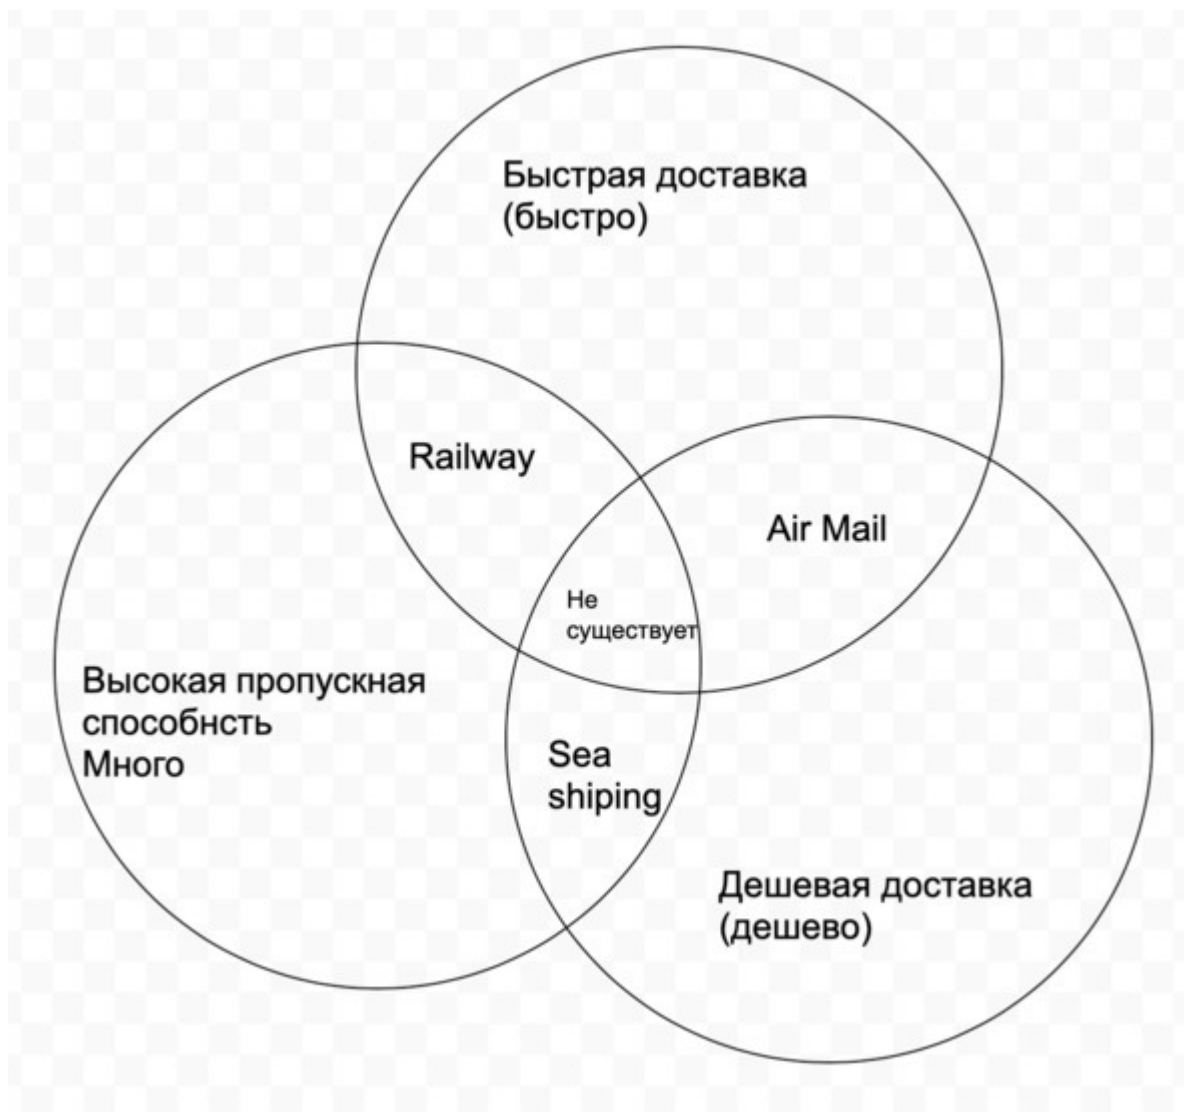 Быстрая доставка
(быстро)
Railway
Air Mail
Не
существует
Высокая пропускная
способнсть
Много
Sea
shiping
Дешевая доставка
(дешево)